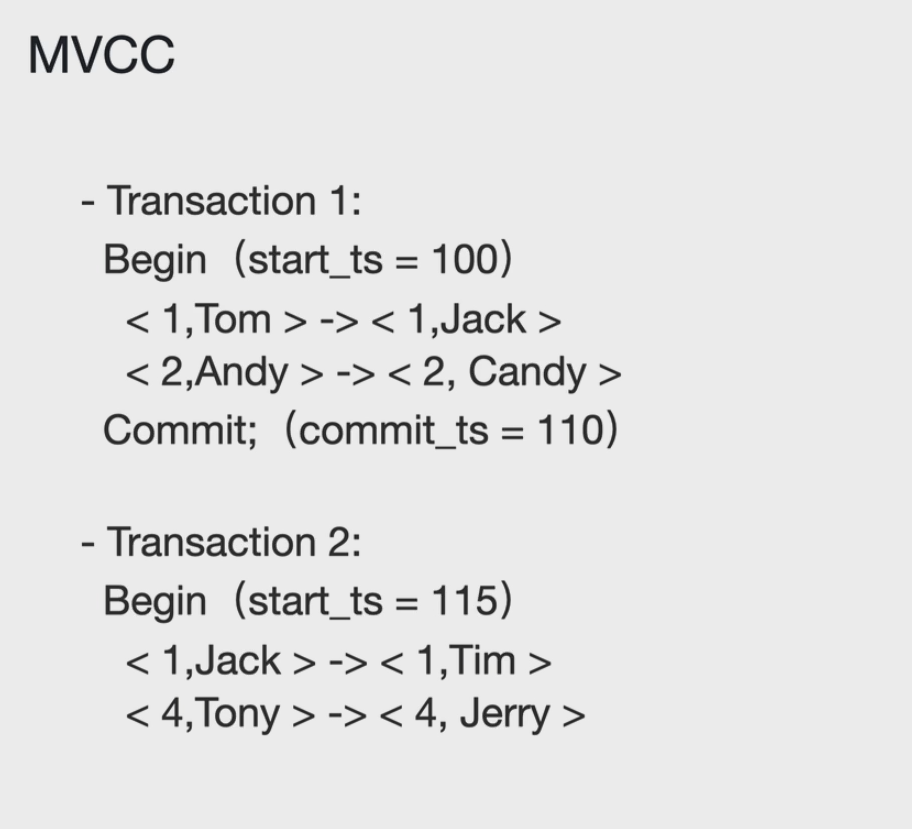 MVCC
- Transaction 1:
Begin（start_ts = 100）
< 1,Tom > -> < 1,Jack >
< 2,Andy > -> < 2, Candy >
Commit;（commit_ts = 110）
- Transaction 2:
Begin（start_ts = 115）
< 1,Jack > -> < 1,Tim >
< 4,Tony > -> < 4, Jerry >